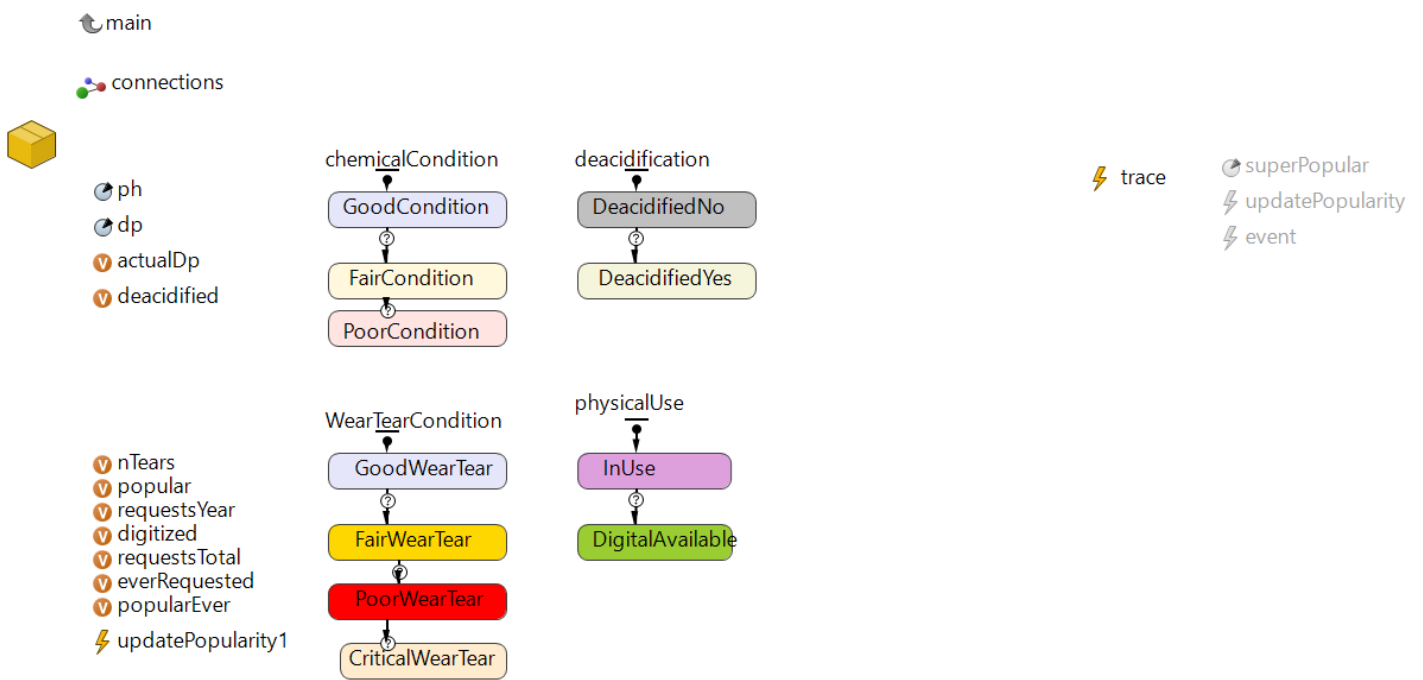 main
connections
chemicalCondition
deacidification
trace
superPopular
updatePopularity
event
ph
dp
actualDp
deacidified
GoodCondition
FairCondition
PoorCondition
DeacidifiedNo
DeacidifiedYes
WearTearCondition
physicalUse
nTears
popular
requestsYear
digitized
requestsTotal
everRequested
popularEver
updatePopularity1
GoodWearTear
FairWearTear
PoorWearTear
CriticalWearTear
InUse
DigitalAvailable